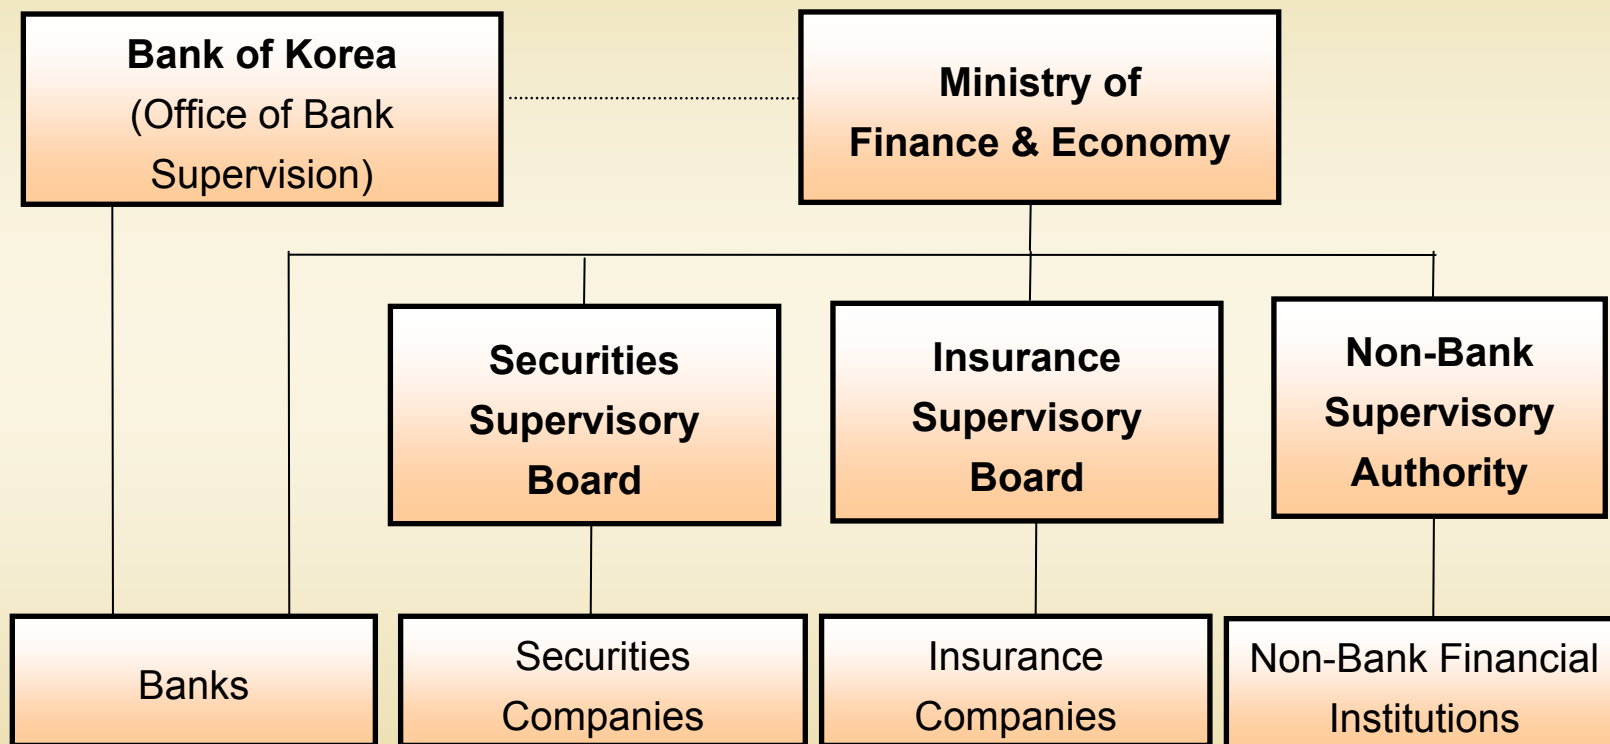 Bank of Korea
(Office of Bank
Supervision)
Ministry of
Finance & Economy
Securities
Supervisory
Board
Insurance
Supervisory
Board
Non-Bank
Supervisory
Authority
Banks
Securities
Companies
Insurance
Companies
Non-Bank Financial
Institutions